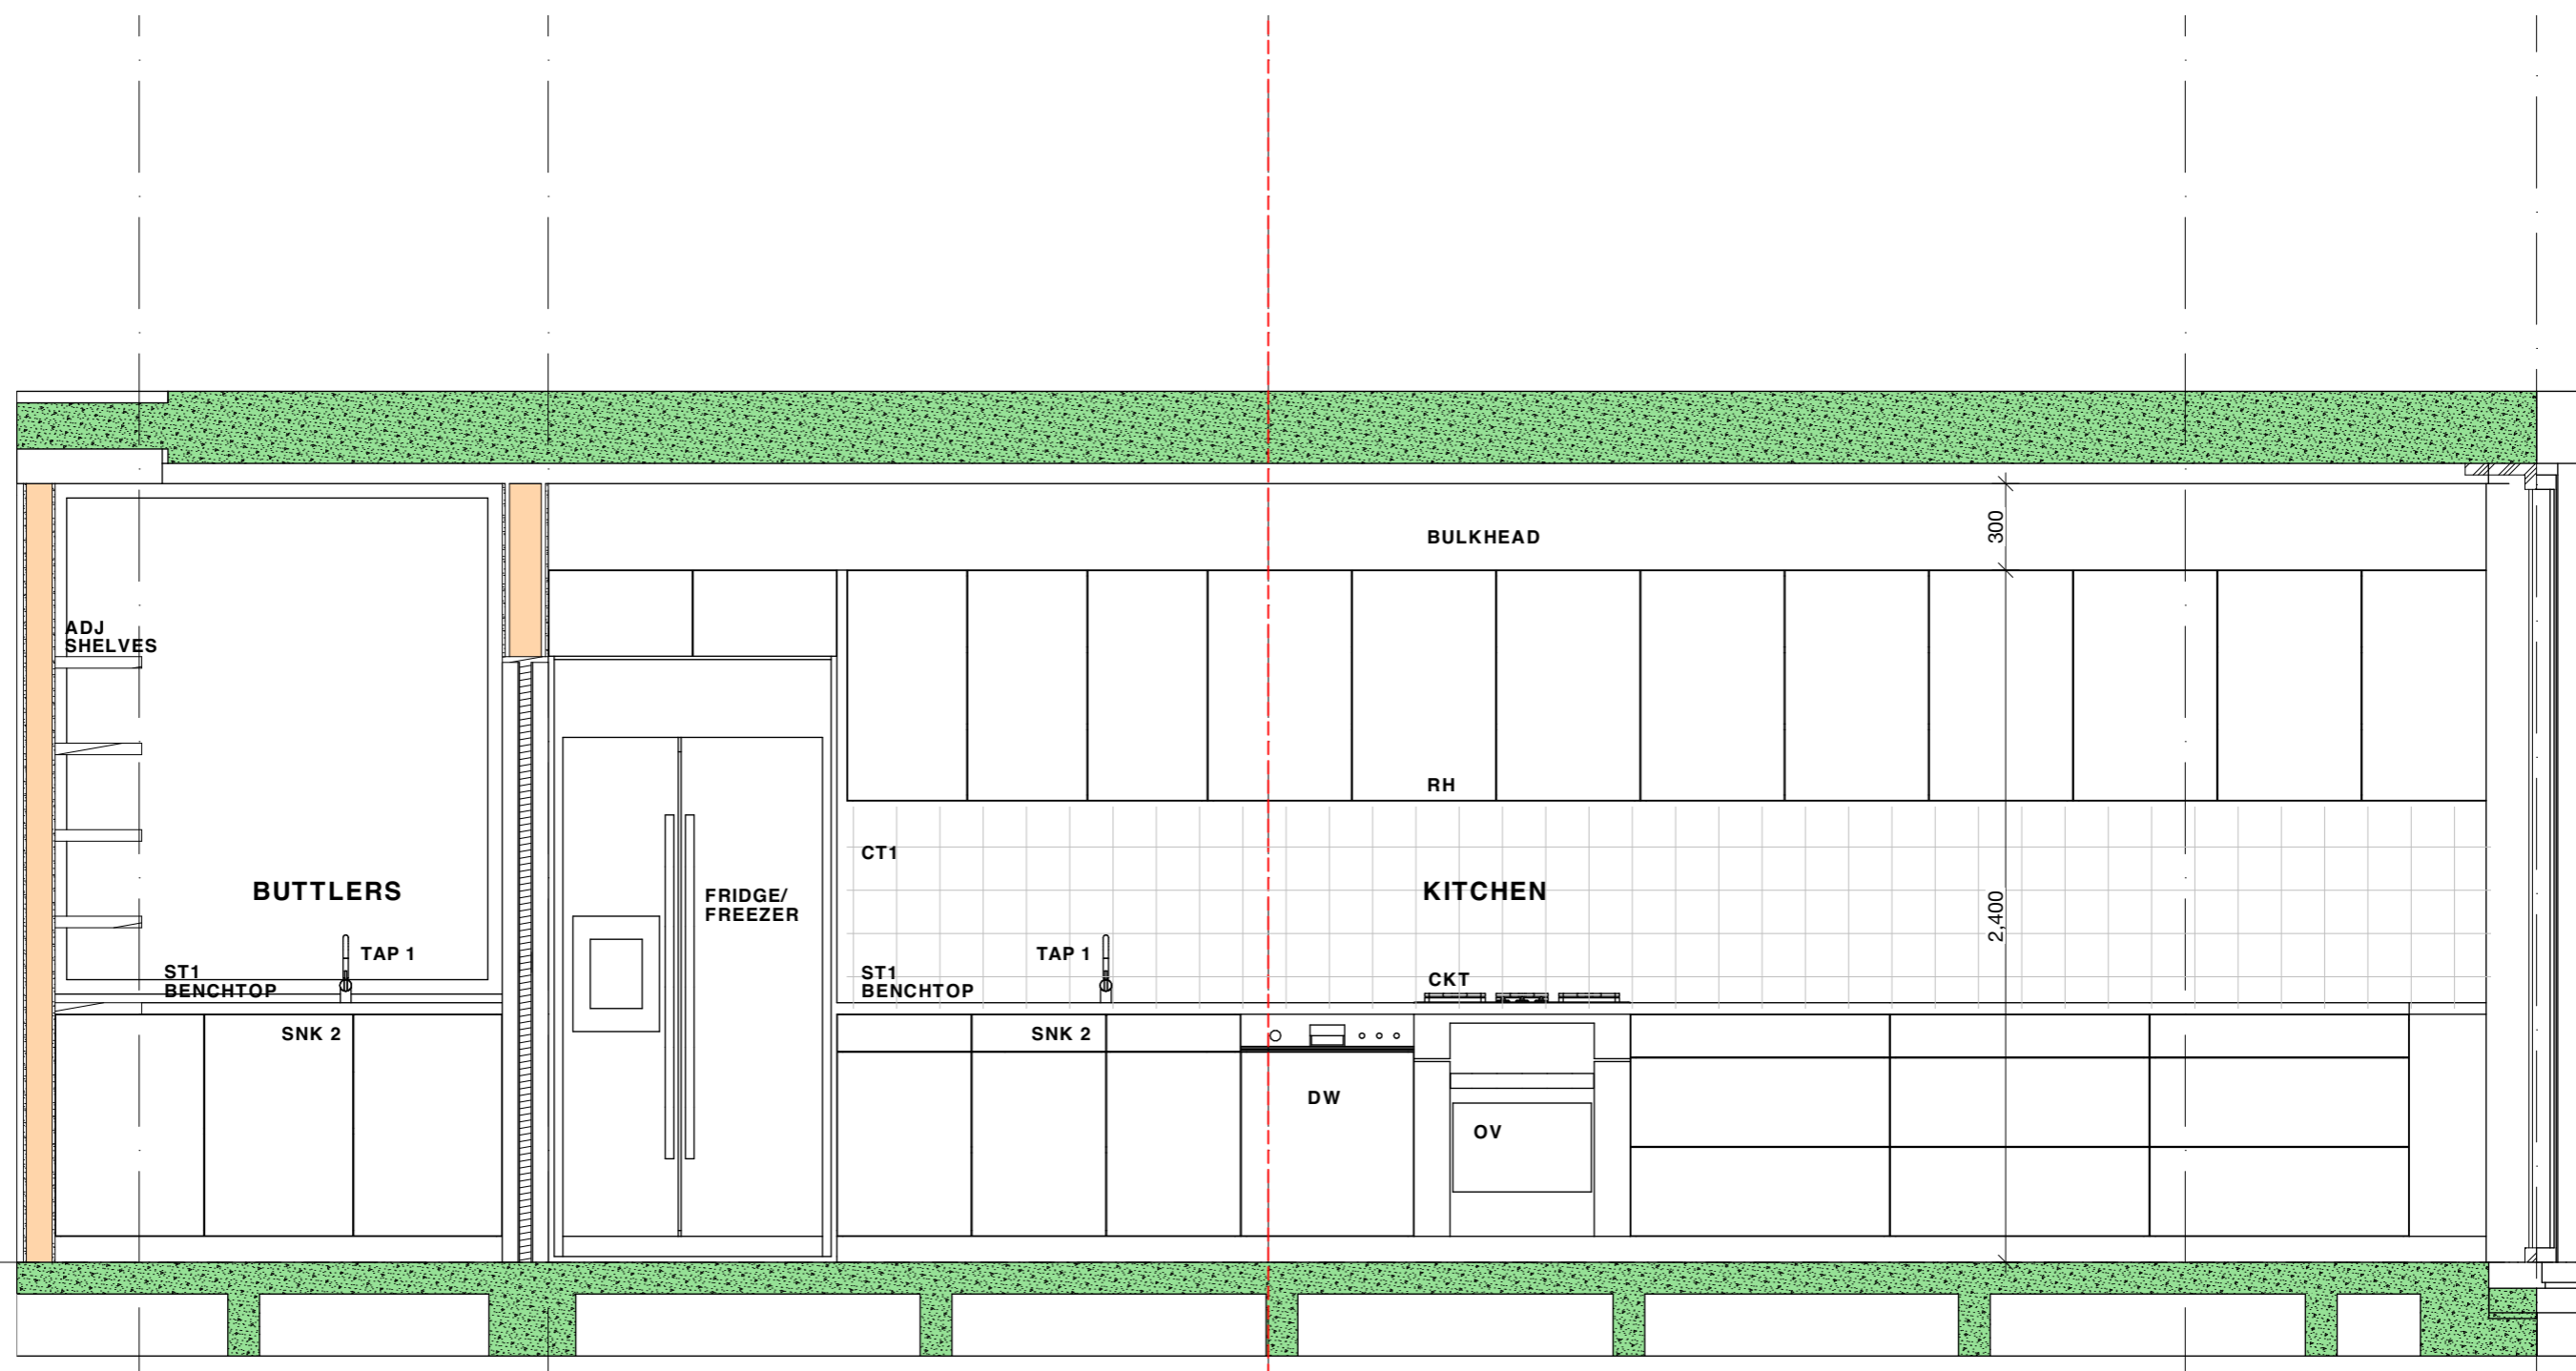 300
BULKHEAD
ADJ
SHELVES
RH
CT1
BUTTLERS
FRIDGE/
FREEZER
KITCHEN
2,400
TAP 1
TAP 1
ST1
BENCHTOP
ST1
BENCHTOP
CKT
SNK 2
SNK 2
DW
OV